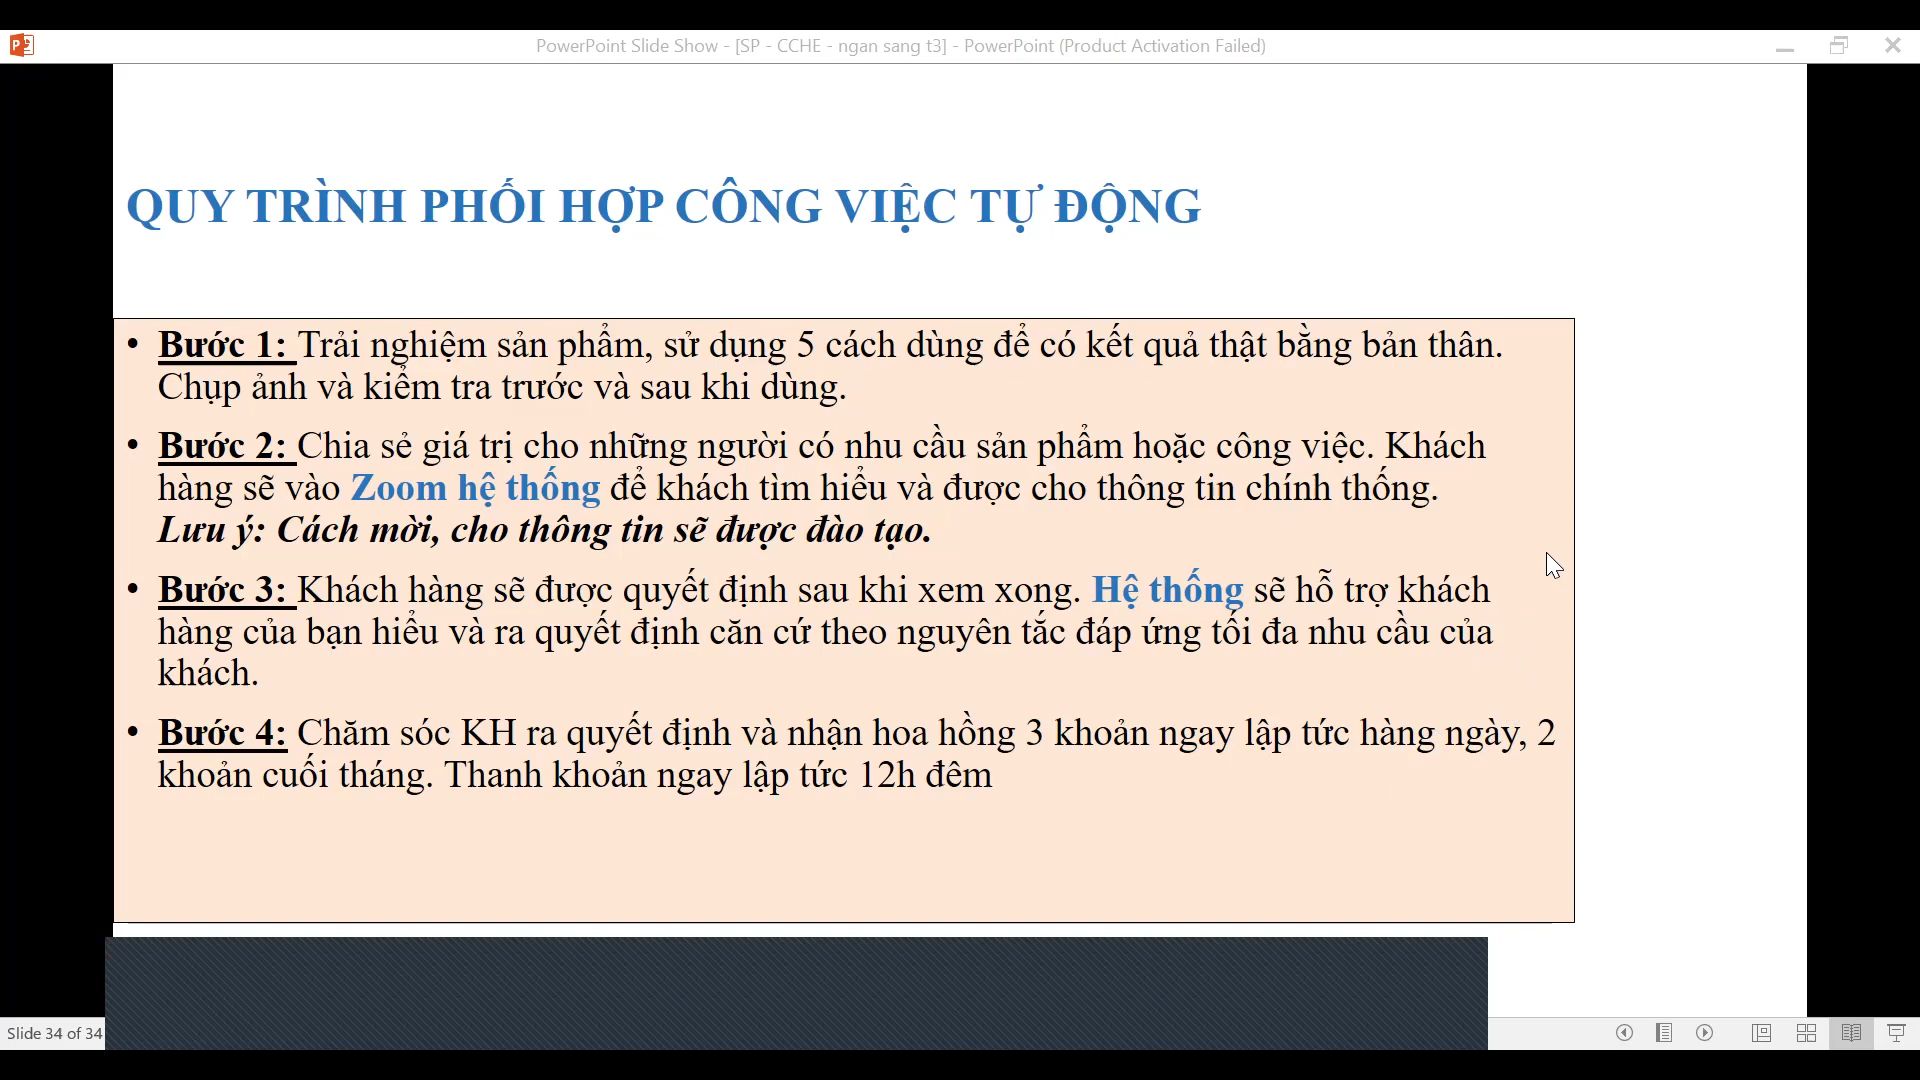 PowerPoint Slide Show - [SP - CCHE - ngan sang t3] - PowerPoint (Product Activation Failed)
QUY TRÌNH PHỐI HỢP CÔNG VIỆC TỰ ĐỘNG
• Bước 1: Trải nghiệm sản phẩm, sử dụng 5 cách dùng để có kết quả thật bằng bản thân.
Chụp ảnh và kiểm tra trước và sau khi dùng.
• Bước 2: Chia sẻ giá trị cho những người có nhu cầu sản phẩm hoặc công việc. Khách
hàng sẽ vào Zoom hệ thống để khách tìm hiểu và được cho thông tin chính thống.
Lưu ý: Cách mời, cho thông tin sẽ được đào tạo.
• Bước 3: Khách hàng sẽ được quyết định sau khi xem xong. Hệ thống sẽ hỗ trợ khách
hàng của bạn hiểu và ra quyết định căn cứ theo nguyên tắc đáp ứng tối đa nhu cầu của
khách.
• Bước 4: Chăm sóc KH ra quyết định và nhận hoa hồng 3 khoản ngay lập tức hàng ngày, 2
khoản cuối tháng. Thanh khoản ngay lập tức 12h đêm
Slide 34 of 34